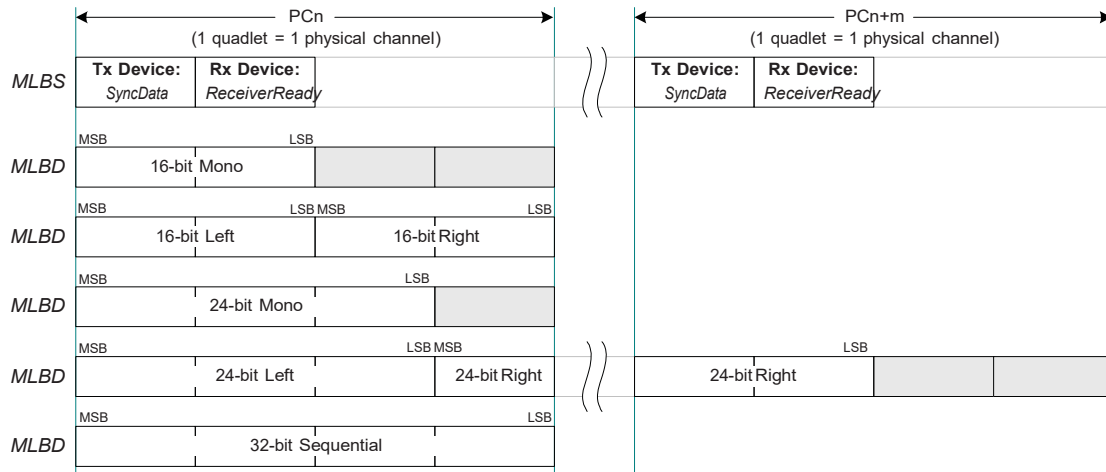 PCn PCn+m
(1 quadlet = 1 physical channel) (1 quadlet = 1 physical channel)
MLBS Tx Device: Rx Device: Tx Device: Rx Device:
SyncData ReceiverReady SyncData ReceiverReady
MSB LSB
MLBD 16-bit Mono
MSB LSB MSB LSB
MLBD 16-bit Left 16-bit Right
MSB LSB
MLBD 24-bit Mono
MSB LSB MSB LSB
MLBD 24-bit Left 24-bit Right 24-bit Right
MSB LSB
MLBD 32-bit Sequential